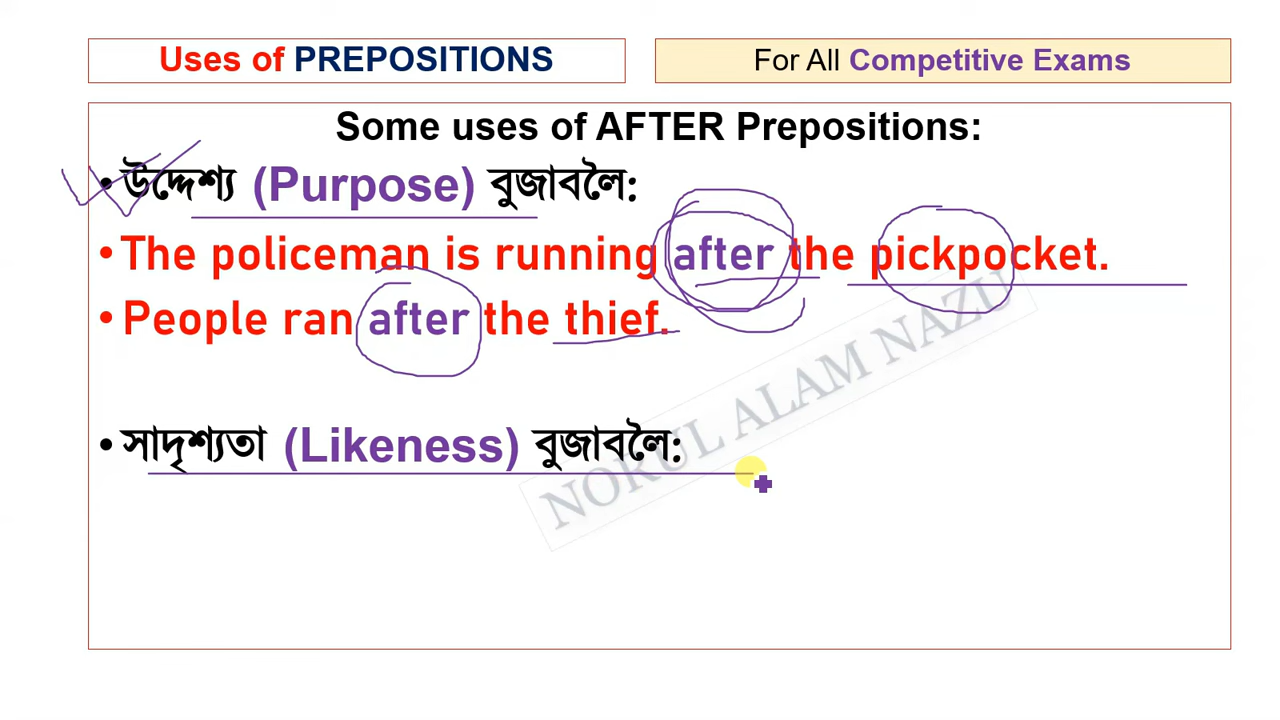 Uses of PREPOSITIONS
For All Competitive Exams
Some uses of AFTER Prepositions:
• উদ্দেশ্য (Purpose) বুজাবলৈ:
• The policeman is running after the pickpocket.
• People ran after the thief.
• সাদৃশ্যতা (Likeness) বুজাবলৈ:
NORUL ALAM NAZU